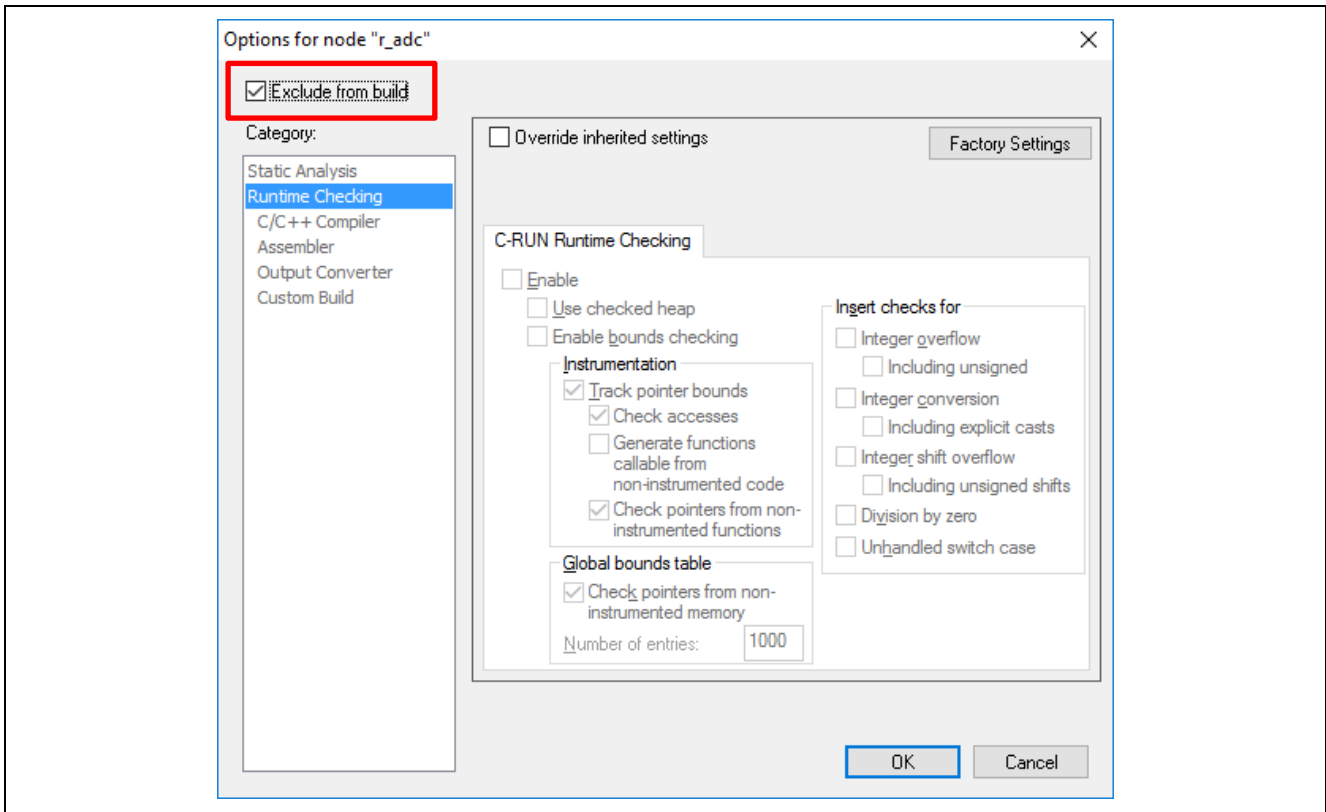 Options for node "r_adc"
Exclude from build
Category:
Static Analysis
Runtime Checking
C/C++ Compiler
Assembler
Output Converter
Custom Build
Override inherited settings
Factory Settings
C-RUN Runtime Checking
Enable
Use checked heap
Enable bounds checking
Instrumentation
Track pointer bounds
Check accesses
Generate functions
callable from
non-instrumented code
Check pointers from non-
instrumented functions
Global bounds table
Check pointers from non-
instrumented memory
Number of entries:
1000
Insert checks for
Integer overflow
Including unsigned
Integer conversion
Including explicit casts
Integer shift overflow
Including unsigned shifts
Division by zero
Unhandled switch case
OK
Cancel